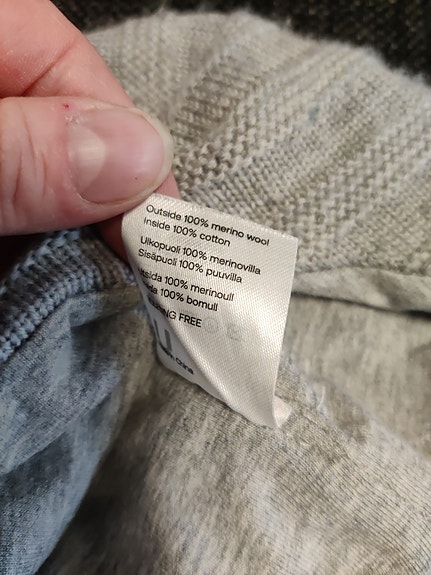 Outside 100% merino wool
Inside 100% cotton
Ulkopuoli 100% merinovilla
Sisäpuoli 100% puuvilla
100% merinoull
100% bomull
FREE